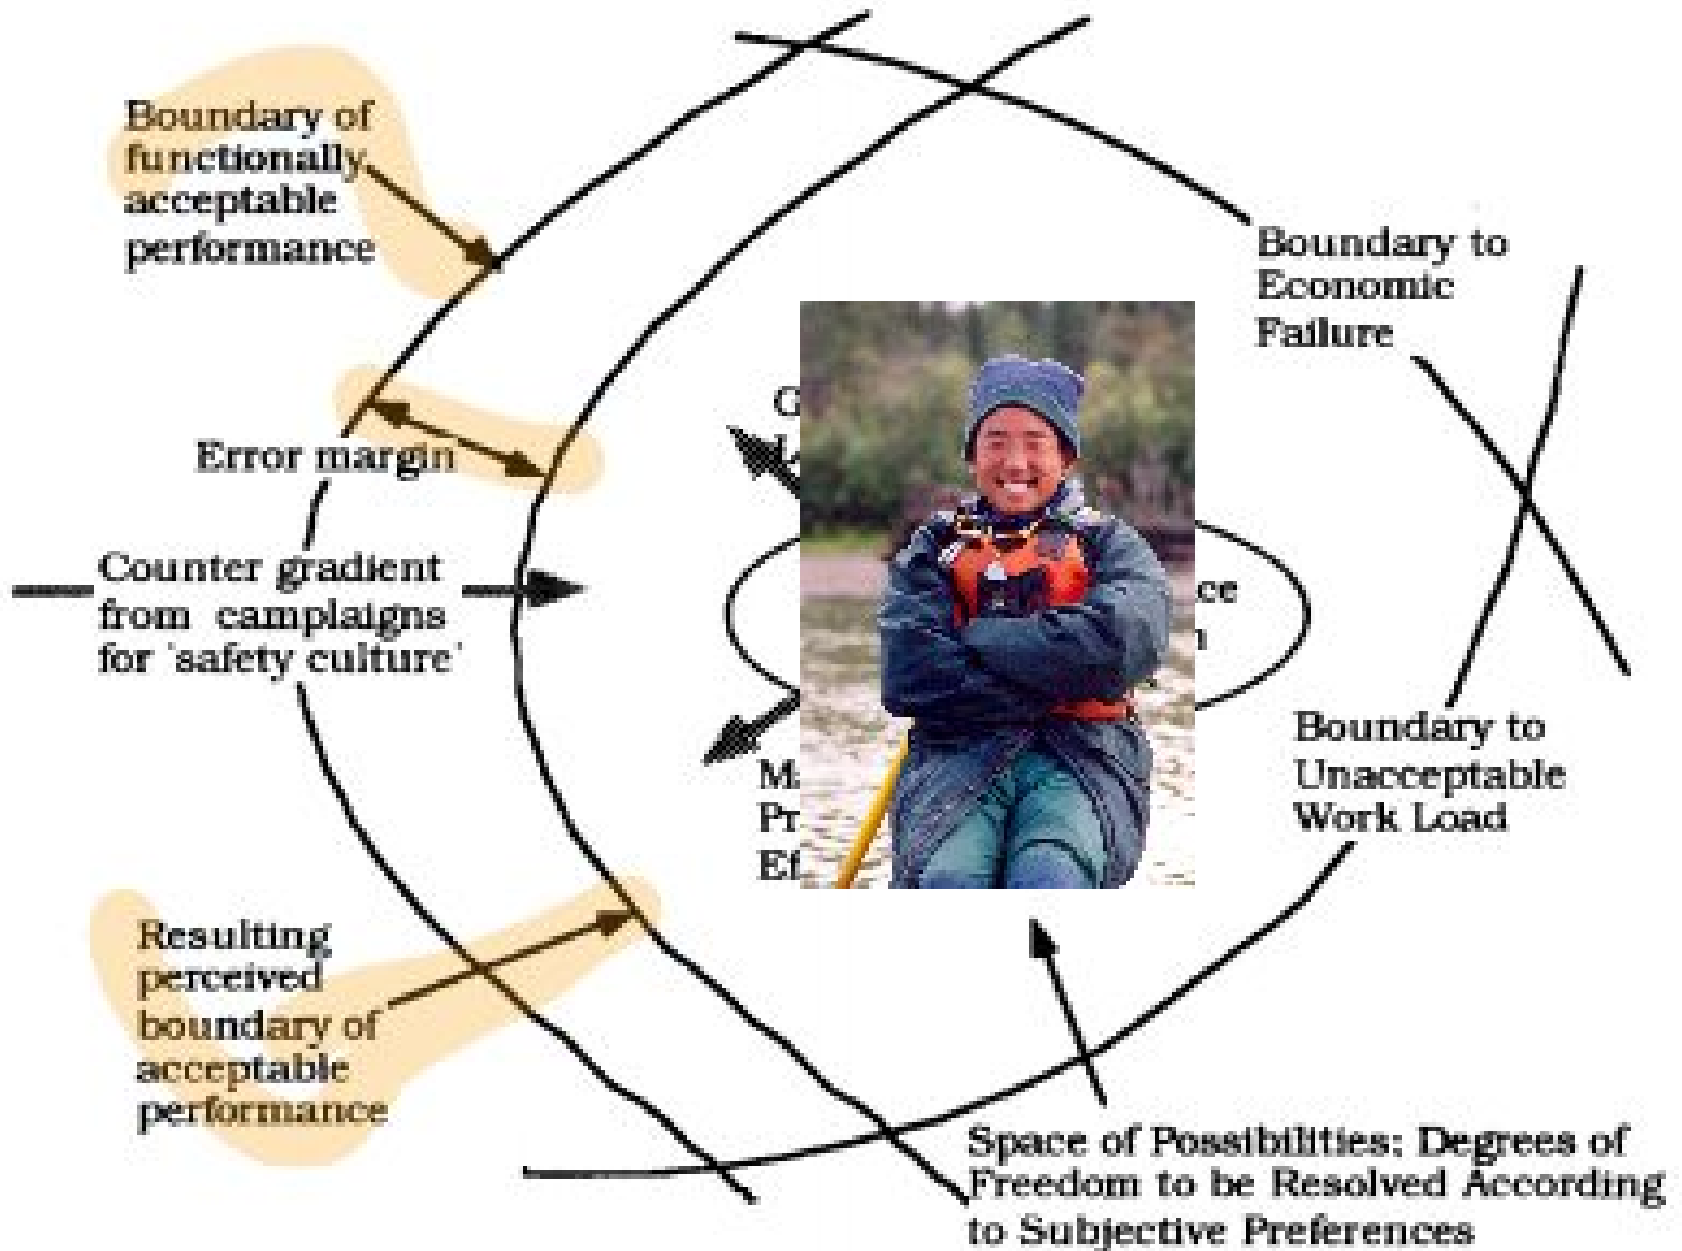 Boundary of
functionally
acceptable
performance
Boundary to
Economic
Failure
Error margin
Counter gradient
from camplaigns
for 'safety culture'
Boundary to
Unacceptable
Work Load
Resulting
perceived
boundary of
acceptable
performance
Space of Possibilities; Degrees of
Freedom to be Resolved According
to Subjective Preferences